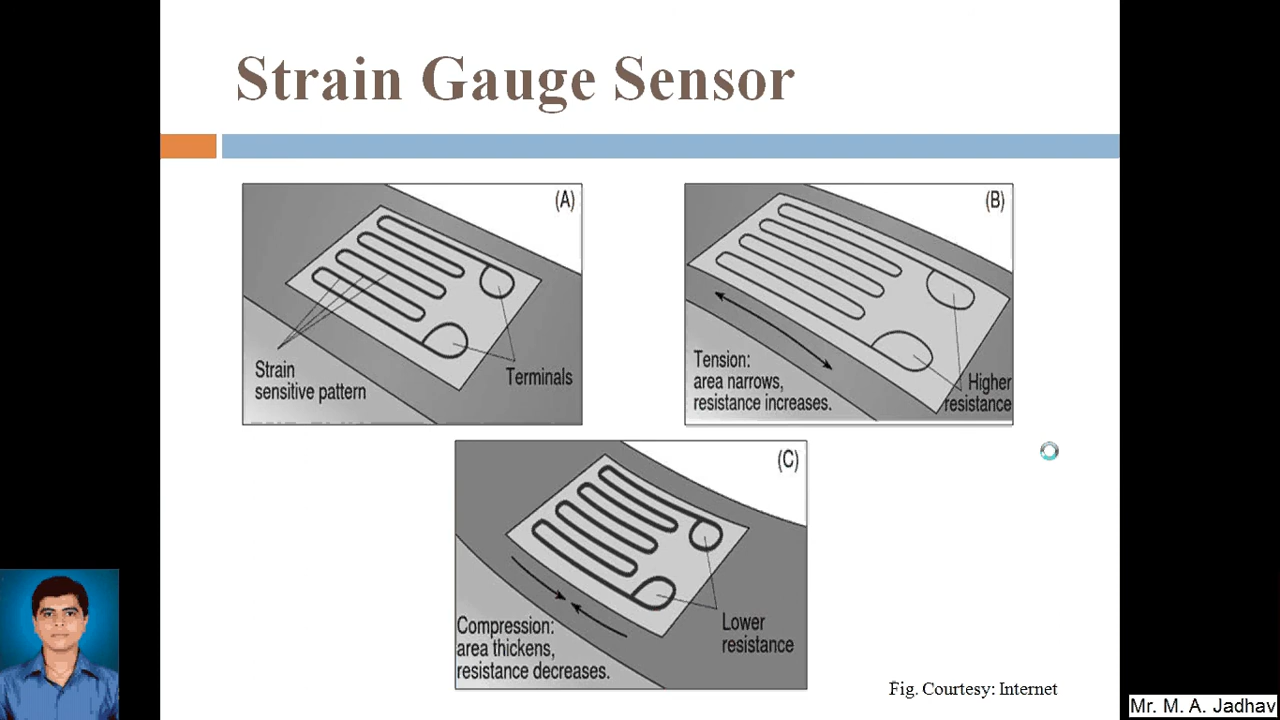 Strain Gauge Sensor
(A)
Strain
sensitive pattern
Terminals
(B)
Tension:
area narrows,
resistance increases.
Higher
resistance
(C)
Compression:
area thickens,
resistance decreases.
Lower
resistance
Fig. Courtesy: Internet
Mr. M. A. Jadhav